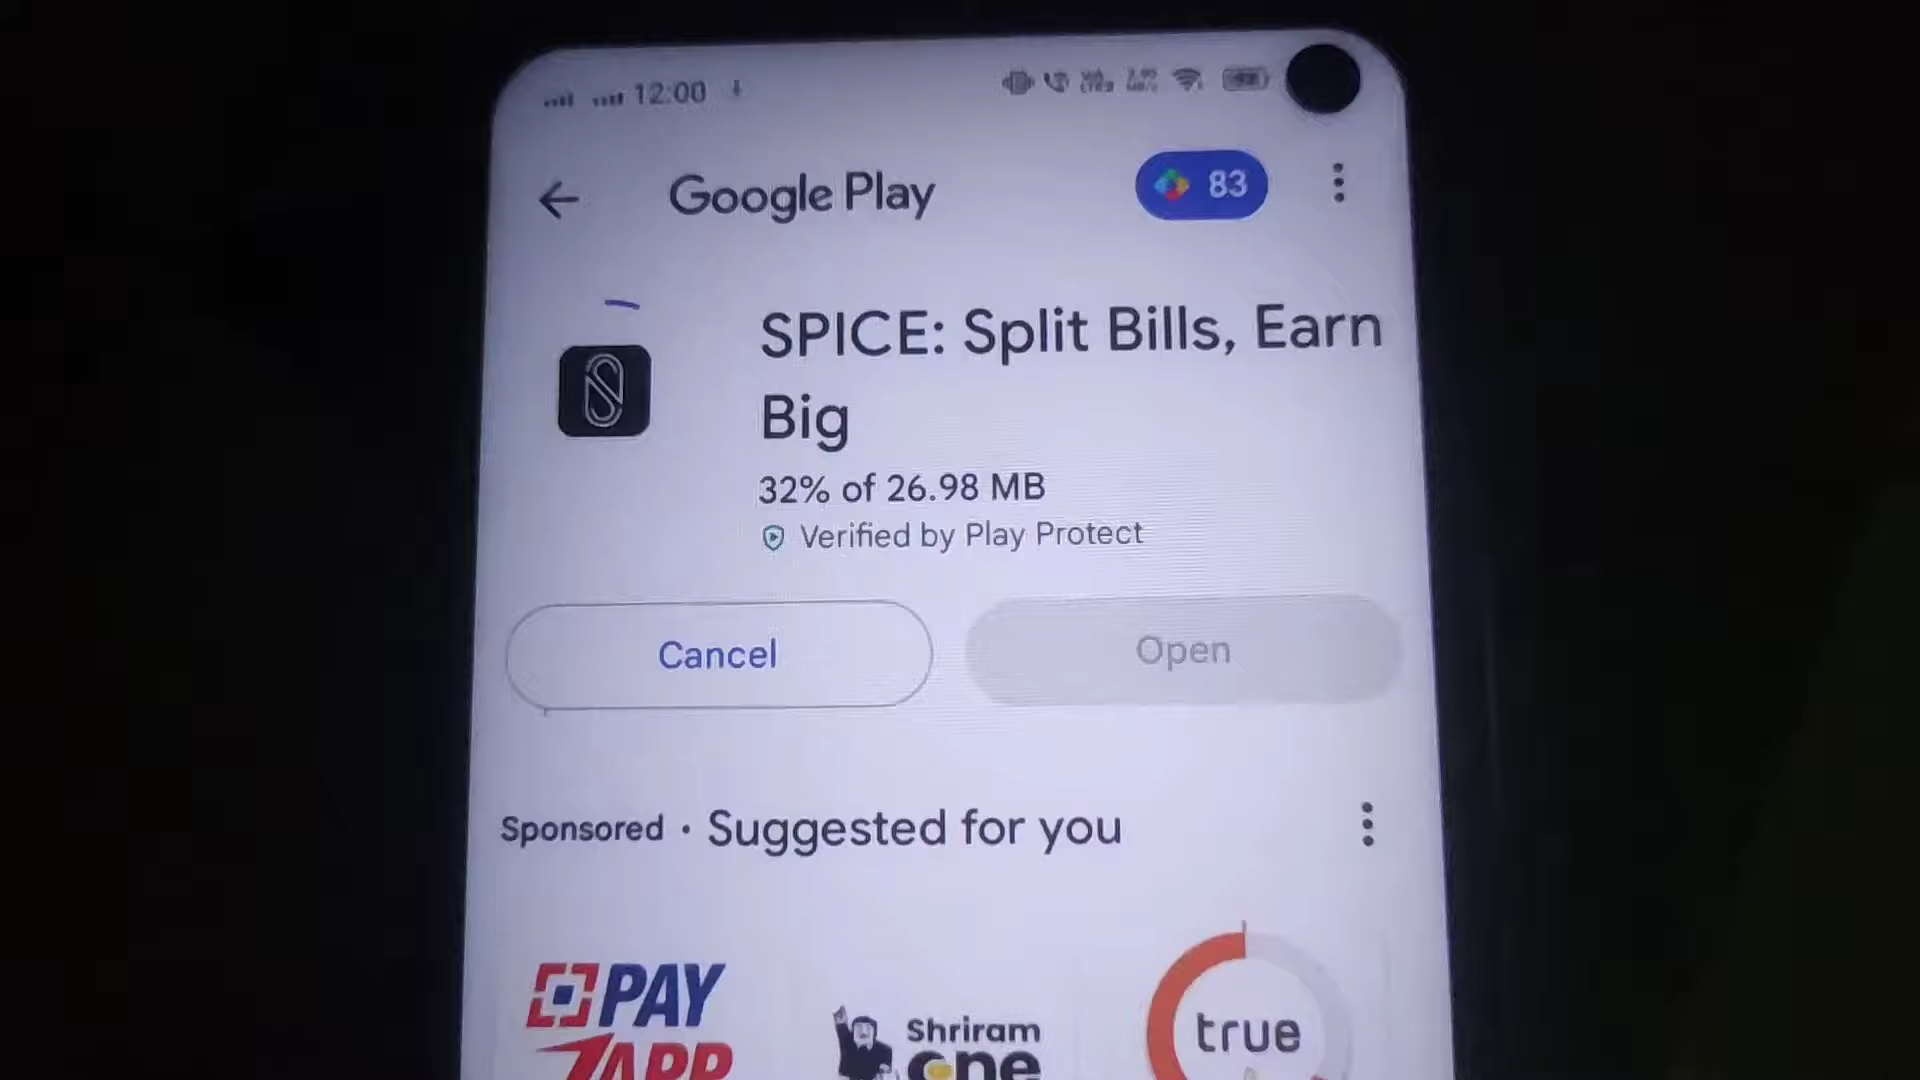 12:00
Google Play
83
SPICE: Split Bills, Earn
Big
32% of 26.98 MB
Verified by Play Protect
Cancel
Open
Sponsored · Suggested for you
PAY
ZAPP
Shriram
one
true